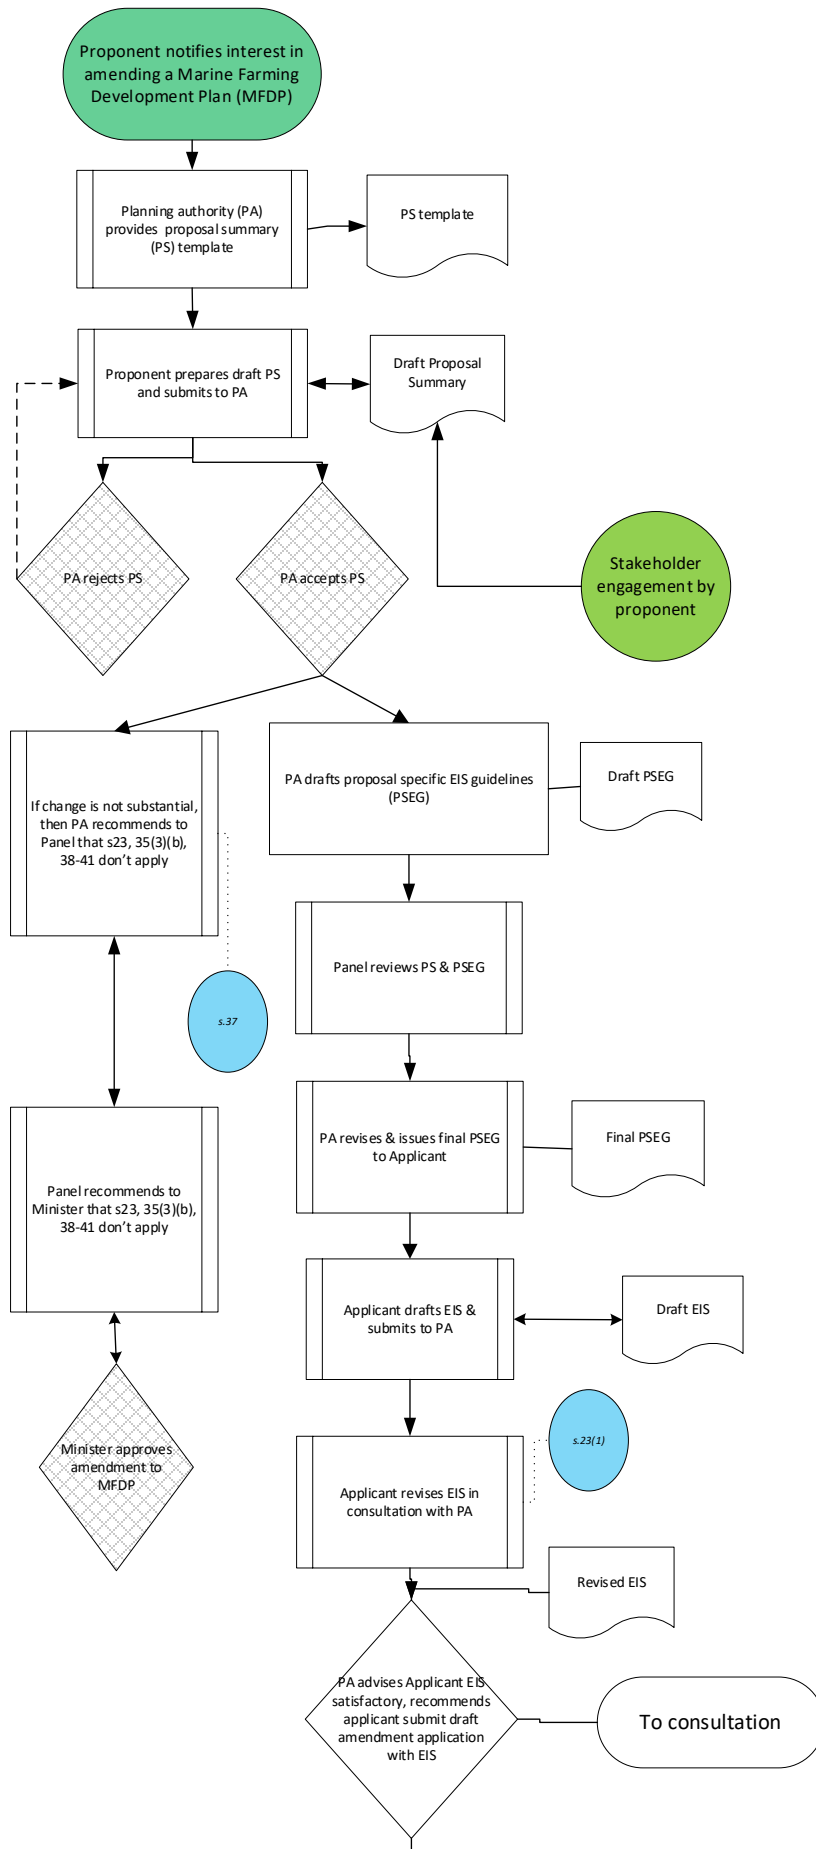 Proponent notifies interest in
amending a Marine Farming
Development Plan (MFDP)
Planning authority (PA)
provides proposal summary
(PS) template
PS template
Proponent prepares draft PS
and submits to PA
Draft Proposal
Summary
PA rejects PS
PA accepts PS
Stakeholder
engagement by
proponent
If change is not substantial,
then PA recommends to
Panel that s23, 35(3)(b),
38-41 don’t apply
PA drafts proposal specific EIS guidelines
(PSEG)
Draft PSEG
Panel reviews PS & PSEG
s.37
PA revises & issues final PSEG
to Applicant
Final PSEG
Panel recommends to
Minister that s23, 35(3)(b),
38-41 don’t apply
Applicant drafts EIS &
submits to PA
Draft EIS
Minister approves
amendment to
MFDP
s.23(1)
Applicant revises EIS in
consultation with PA
Revised EIS
PA advises Applicant EIS
satisfactory, recommends
applicant submit draft
amendment application
with EIS
To consultation